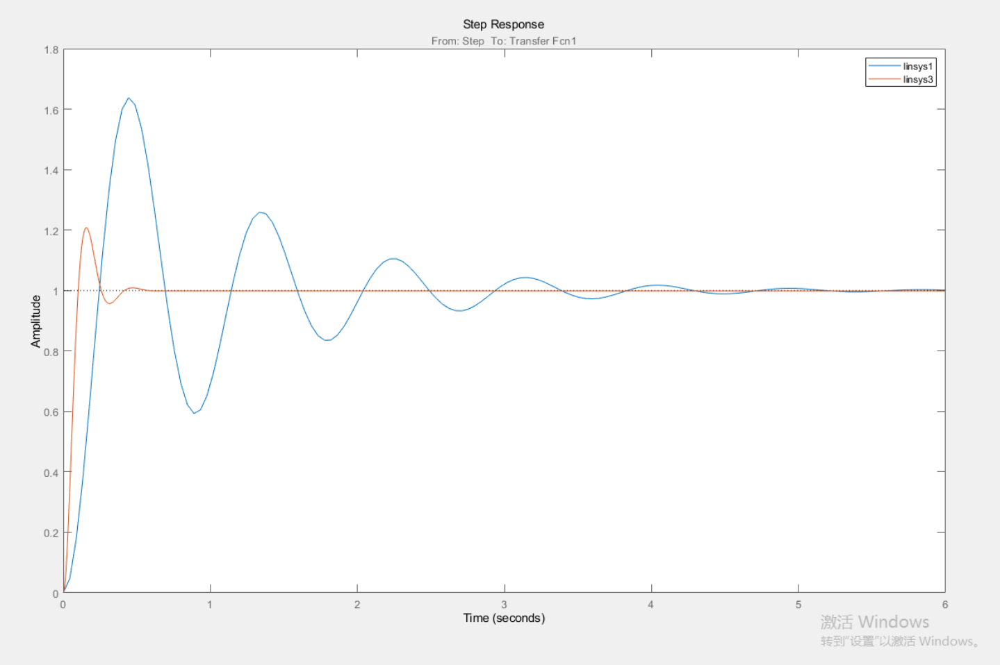 Step Response
From: Step  To: Transfer Fcn1
1.8
1.6
1.4
1.2
1
0.8
0.6
0.4
0.2
0
Amplitude
linsys1
linsys3
0 1 2 3 4 5 6
Time (seconds)
激活 Windows
转到“设置”以激活 Windows。